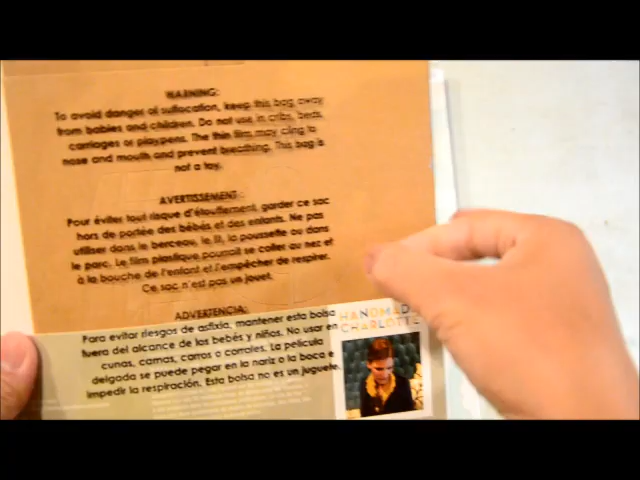 WARNING:
To avoid danger of suffocation, keep this bag away
from babies and children. Do not use in cribs, beds,
carriages or playpens. The thin film may cling to
nose and mouth and prevent breathing. This bag is
not a toy.
AVERTISSEMENT:
Pour éviter tout risque d'étouffement, garder ce sac
hors de portée des bébés et des enfants. Ne pas
utiliser dans le berceau, le lit, la poussette ou dans
le parc. Le film plastique pourrait se coller au nez et
à la bouche de l'enfant et l'empêcher de respirer.
Ce sac n'est pas un jouet.
ADVERTENCIA:
Para evitar riesgos de asfixia, mantener esta bolsa
fuera del alcance de los bebés y niños. No usar en
cunas, camas, carros o corrales. La película
delgada se puede pegar en la nariz o la boca e
impedir la respiración. Esta bolsa no es un juguete.
HANDMADE
CHARLOTTE